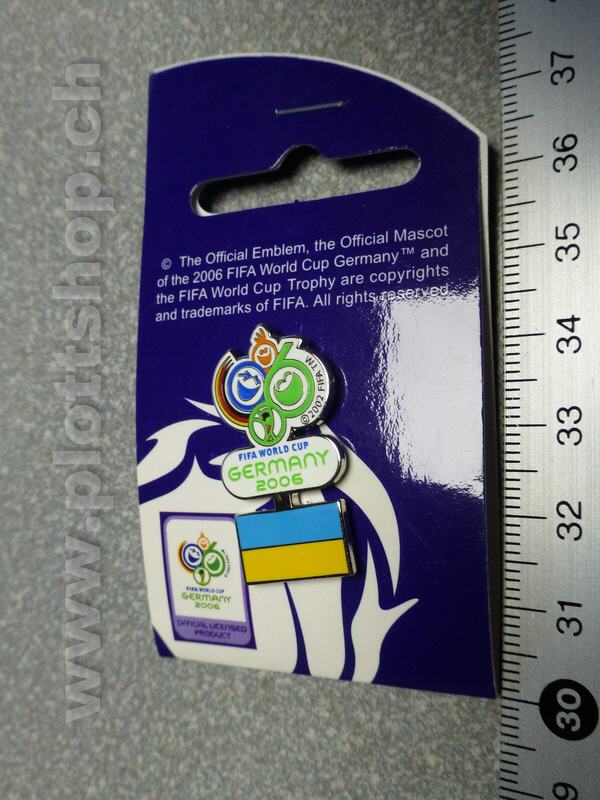 www.plottshop.ch
© The Official Emblem, the Official Mascot
of the 2006 FIFA World Cup Germany™ and
the FIFA World Cup Trophy are copyrights
and trademarks of FIFA. All rights reserved.
©2002 FIFA™
FIFA WORLD CUP
GERMANY
2006
FIFA WORLD CUP
GERMANY
2006
OFFICIAL LICENSED
PRODUCT
37
36
35
34
33
32
31
30